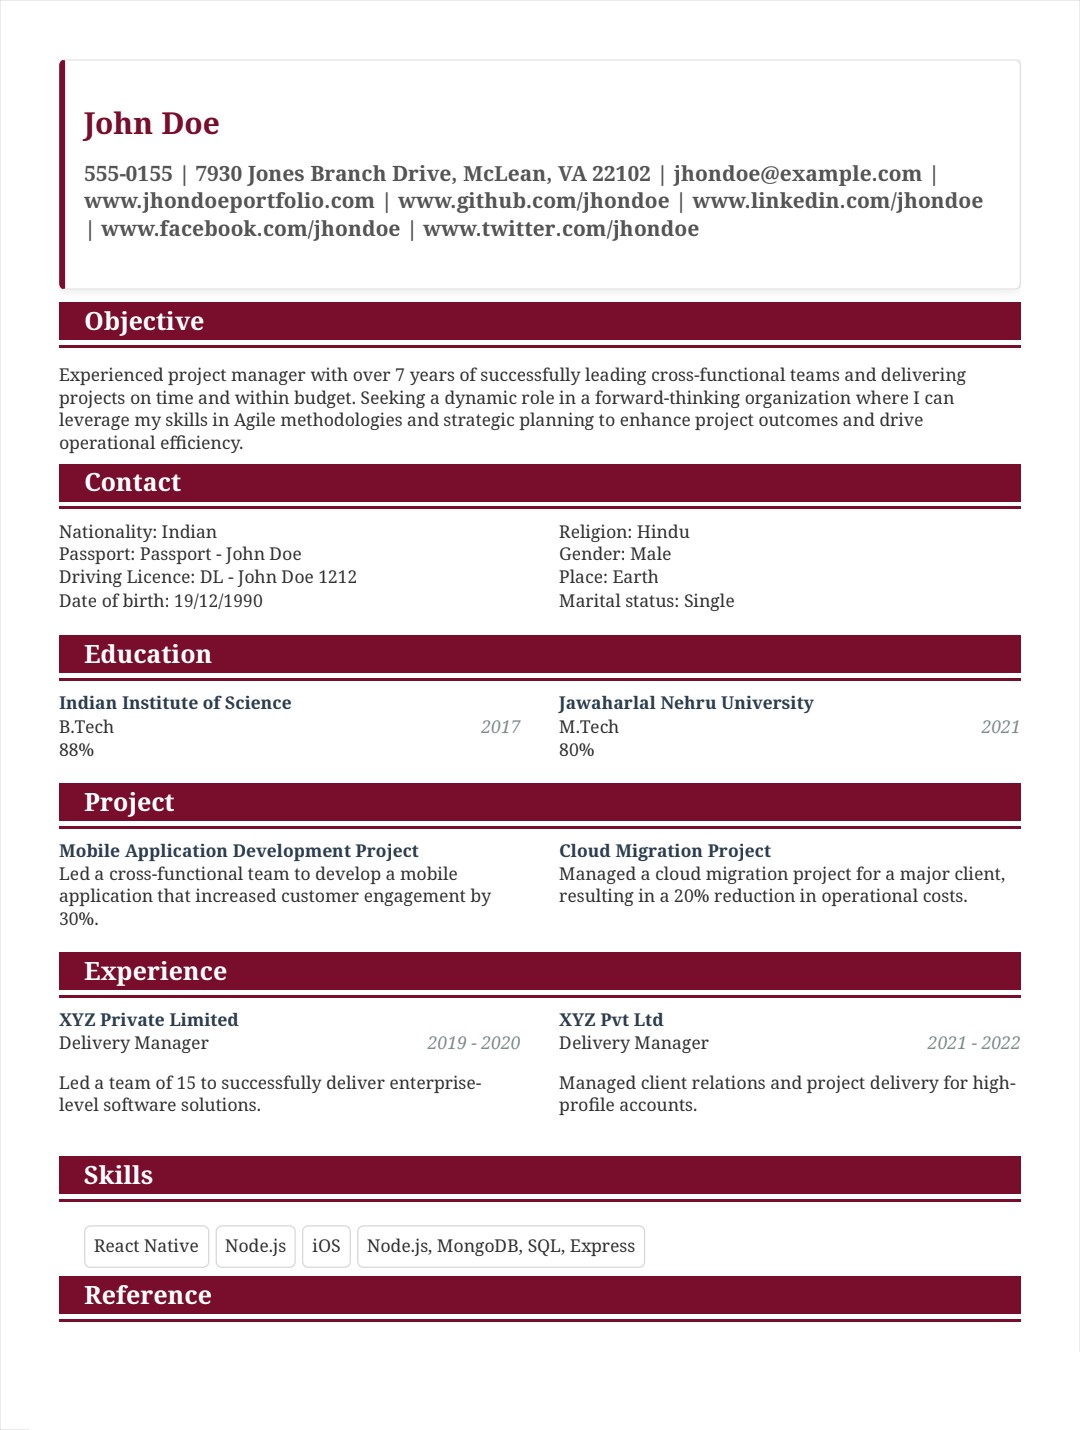 John Doe
555-0155 | 7930 Jones Branch Drive, McLean, VA 22102 | jhondoe@example.com |
www.jhondoeportfolio.com | www.github.com/jhondoe | www.linkedin.com/jhondoe
| www.facebook.com/jhondoe | www.twitter.com/jhondoe
Objective
Experienced project manager with over 7 years of successfully leading cross-functional teams and delivering
projects on time and within budget. Seeking a dynamic role in a forward-thinking organization where I can
leverage my skills in Agile methodologies and strategic planning to enhance project outcomes and drive
operational efficiency.
Contact
Nationality: Indian
Passport: Passport - John Doe
Driving Licence: DL - John Doe 1212
Date of birth: 19/12/1990
Religion: Hindu
Gender: Male
Place: Earth
Marital status: Single
Education
Indian Institute of Science
B.Tech 2017
88%
Jawaharlal Nehru University
M.Tech 2021
80%
Project
Mobile Application Development Project
Led a cross-functional team to develop a mobile
application that increased customer engagement by
30%.
Cloud Migration Project
Managed a cloud migration project for a major client,
resulting in a 20% reduction in operational costs.
Experience
XYZ Private Limited
Delivery Manager 2019 - 2020
Led a team of 15 to successfully deliver enterprise-
level software solutions.
XYZ Pvt Ltd
Delivery Manager 2021 - 2022
Managed client relations and project delivery for high-
profile accounts.
Skills
React Native Node.js iOS Node.js, MongoDB, SQL, Express
Reference